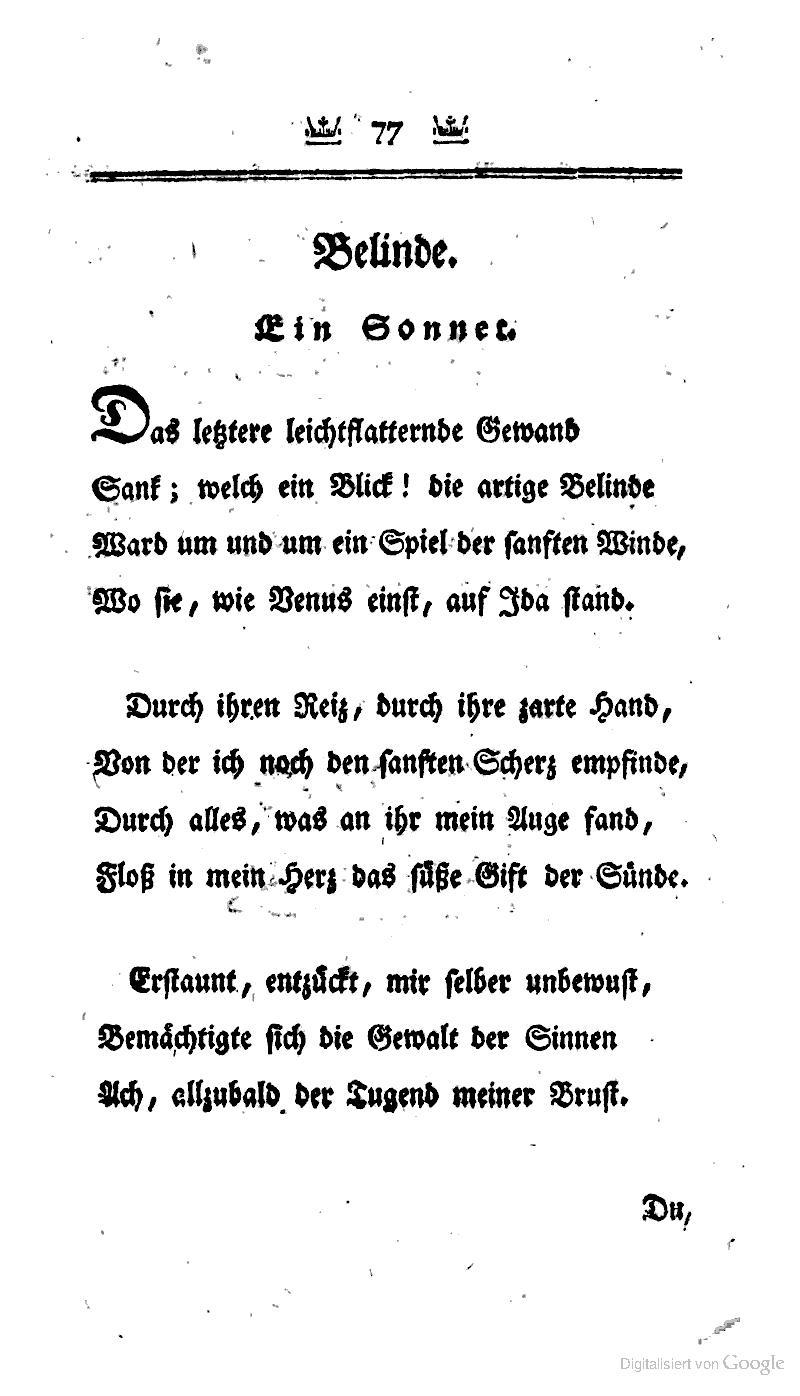 77
Belinde.
Ein Sonnet.
Das letztere leichtflatternde Gewand
Sank; welch ein Blick! die artige Belinde
Ward um und um ein Spiel der sanften Winde,
Wo sie, wie Venus einst, auf Ida stand.
Durch ihren Reiz, durch ihre zarte Hand,
Von der ich noch den sanften Scherz empfinde,
Durch alles, was an ihr mein Auge fand,
Floß in mein Herz das süße Gift der Sünde.
Erstaunt, entzückt, mir selber unbewust,
Bemächtigte sich die Gewalt der Sinnen
Ach, allzubald der Tugend meiner Brust.
Du,
Digitalisiert von Google